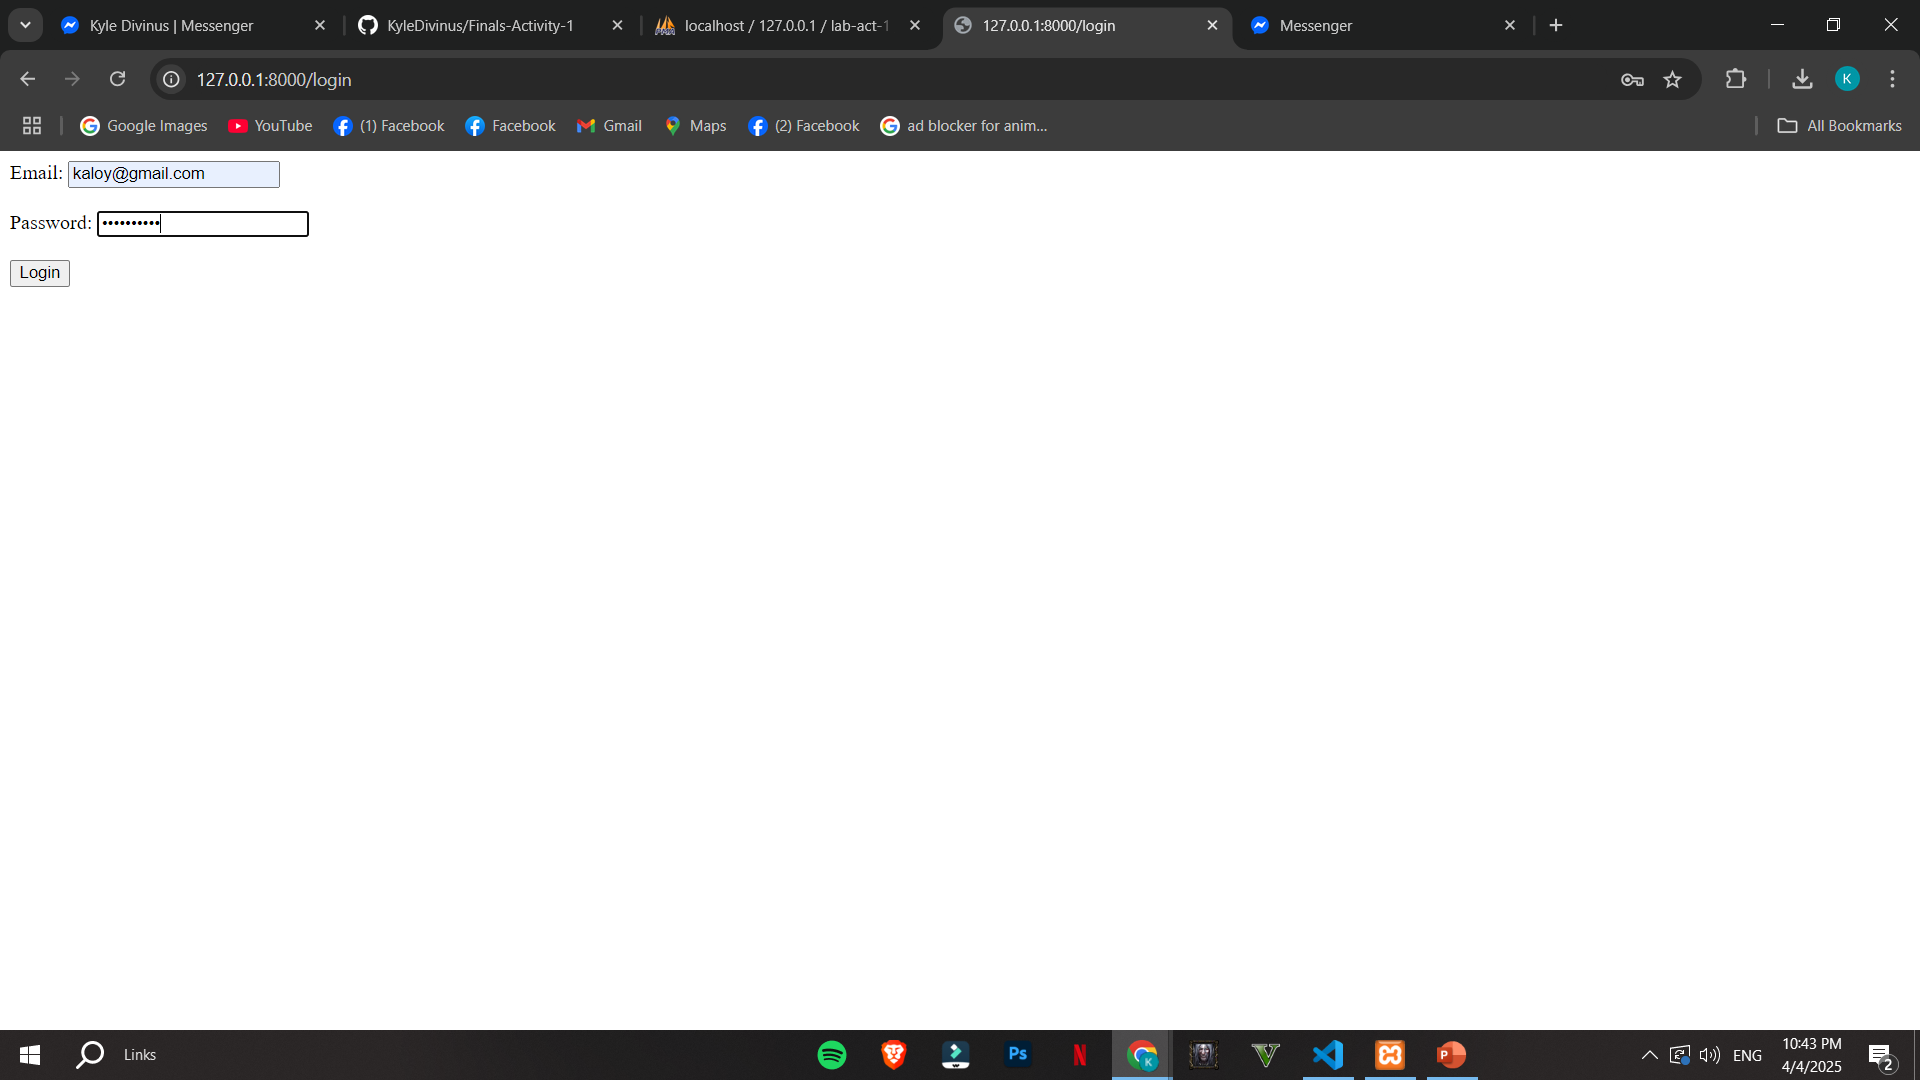 Kyle Divinus | Messenger
KyleDivinus/Finals-Activity-1
localhost / 127.0.0.1 / lab-act-1
127.0.0.1:8000/login
Messenger
127.0.0.1:8000/login
K
Google Images
YouTube
(1) Facebook
Facebook
Gmail
Maps
(2) Facebook
ad blocker for anim...
All Bookmarks
Email: kaloy@gmail.com
Password: ••••••••••
Login
Links
Ps
N
K
V
P
ENG
10:43 PM
4/4/2025
2